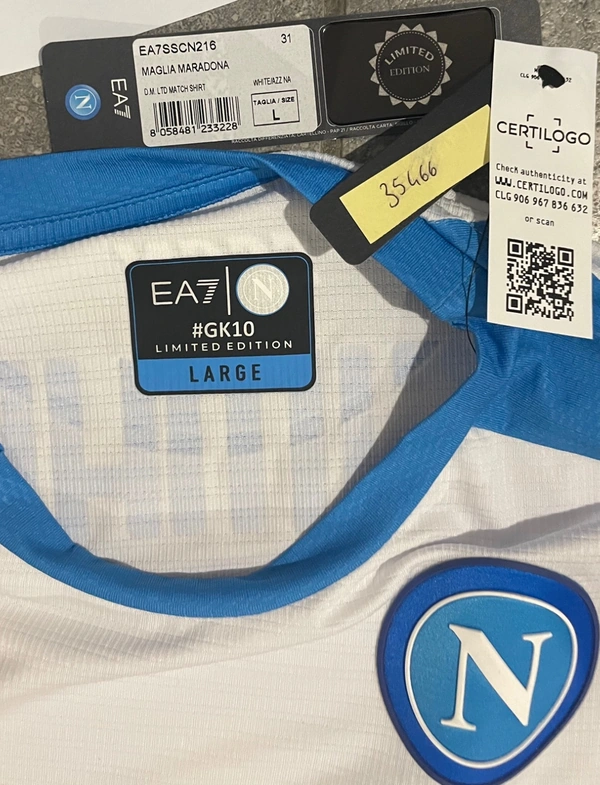 EA7SSCN216 31
MAGLIA MARADONA
D.M. LTD MATCH SHIRT
WHITE/AZZ NA
TAGLIA / SIZE
L
8 058481 233228
N
EA7
LIMITED
EDITION
35466
CERTILOGO
Check authenticity at
WWW.CERTILOGO.COM
CLG 906 967 836 632
or scan
EA7 N
#GK10
LIMITED EDITION
LARGE
N